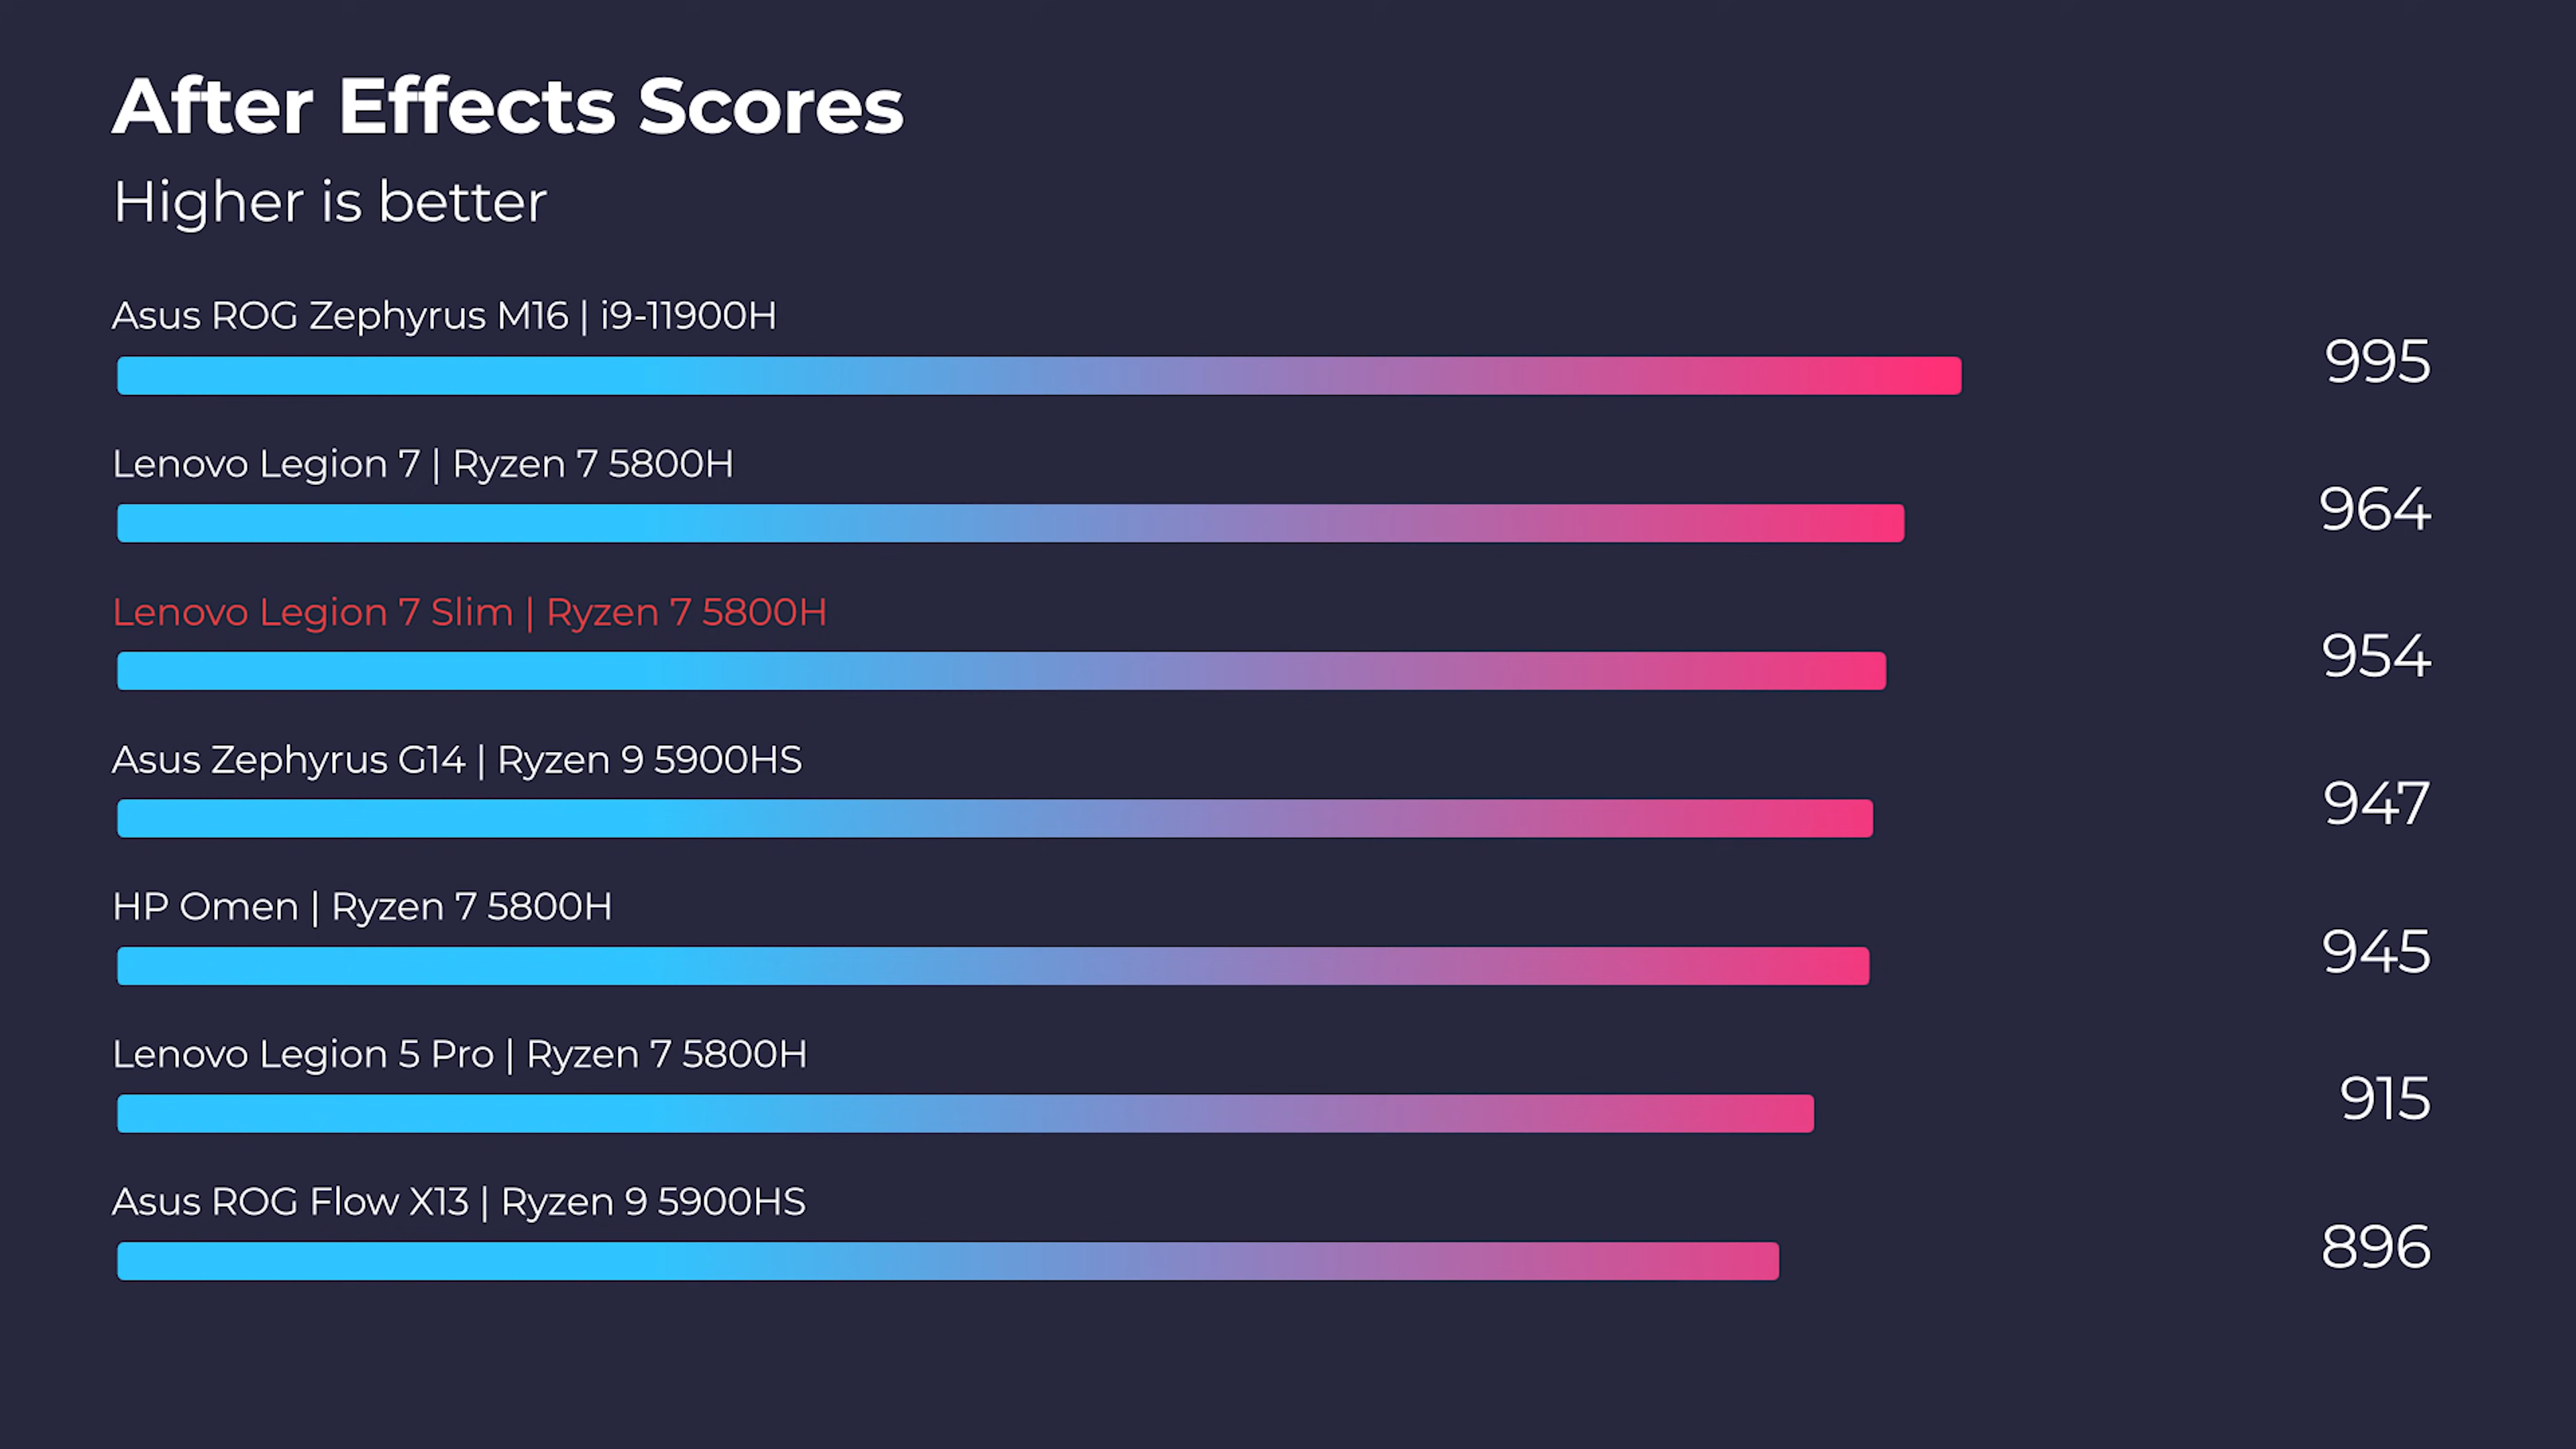 After Effects Scores
Higher is better
Asus ROG Zephyrus M16 | i9-11900H
995
Lenovo Legion 7 | Ryzen 7 5800H
964
Lenovo Legion 7 Slim | Ryzen 7 5800H
954
Asus Zephyrus G14 | Ryzen 9 5900HS
947
HP Omen | Ryzen 7 5800H
945
Lenovo Legion 5 Pro | Ryzen 7 5800H
915
Asus ROG Flow X13 | Ryzen 9 5900HS
896